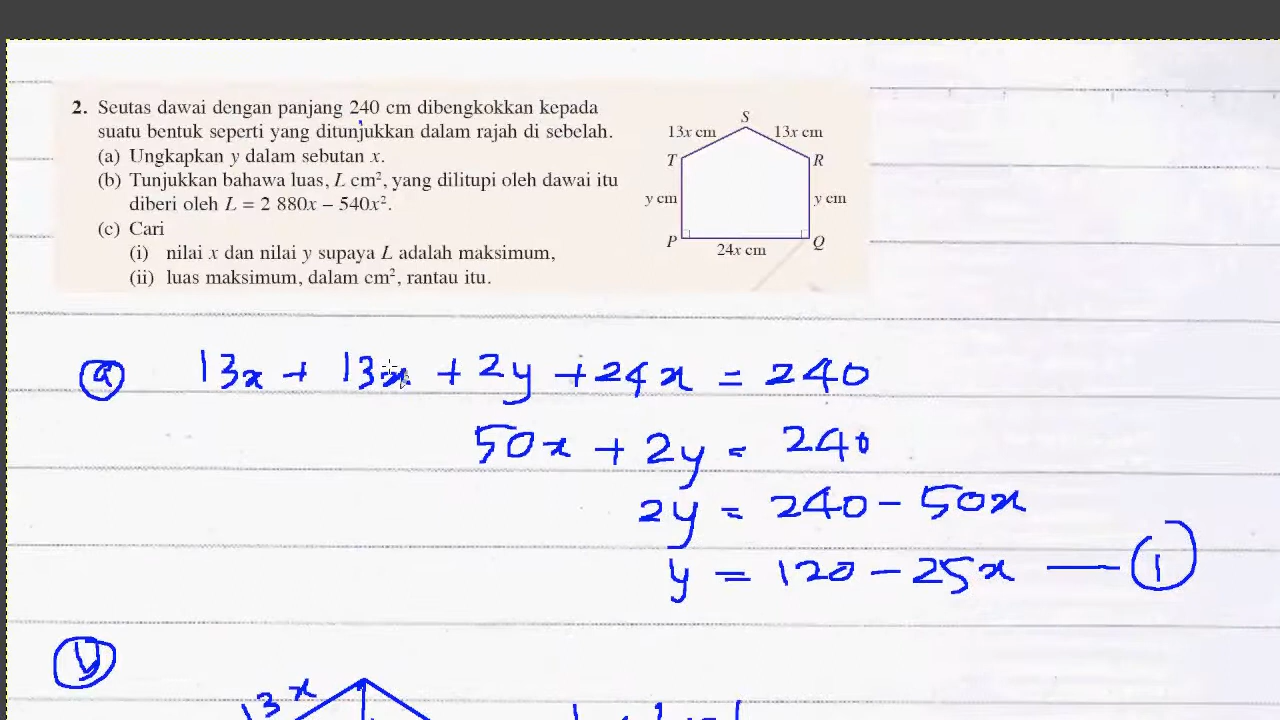 2. Seutas dawai dengan panjang 240 cm dibengkokkan kepada
suatu bentuk seperti yang ditunjukkan dalam rajah di sebelah.
(a) Ungkapkan y dalam sebutan x.
(b) Tunjukkan bahawa luas, L cm², yang dilitupi oleh dawai itu
diberi oleh L = 2 880x – 540x².
(c) Cari
(i) nilai x dan nilai y supaya L adalah maksimum,
(ii) luas maksimum, dalam cm², rantau itu.
S
13x cm 13x cm
T R
y cm y cm
P Q
24x cm
(a) 13x + 13x + 2y + 24x = 240
50x + 2y = 240
2y = 240 - 50x
y = 120 - 25x — (1)
(b)
13x